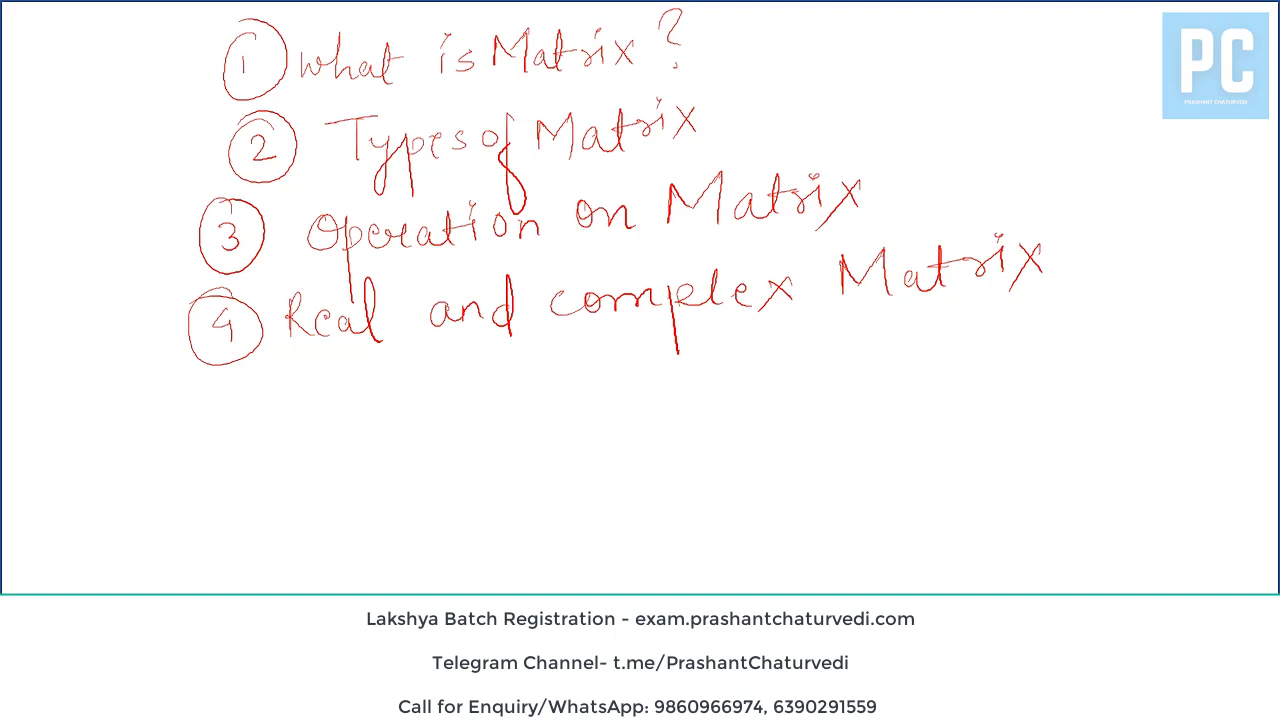 ① What is Matrix?
② Types of Matrix
③ Operation on Matrix
④ Real and complex Matrix
PC
PRASHANT CHATURVEDI
Lakshya Batch Registration - exam.prashantchaturvedi.com
Telegram Channel- t.me/PrashantChaturvedi
Call for Enquiry/WhatsApp: 9860966974, 6390291559